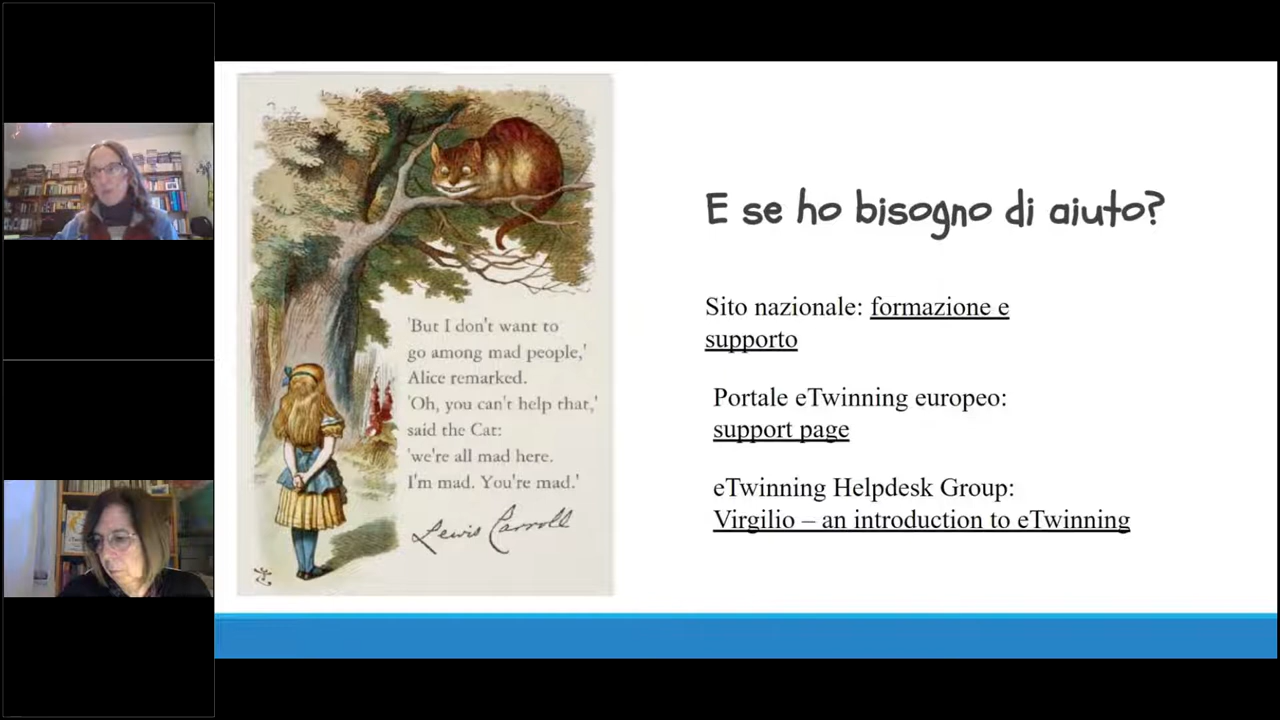 'But I don't want to
go among mad people,'
Alice remarked.
'Oh, you can't help that,'
said the Cat:
'we're all mad here.
I'm mad. You're mad.'
Lewis Carroll
E se ho bisogno di aiuto?
Sito nazionale: formazione e
supporto
Portale eTwinning europeo:
support page
eTwinning Helpdesk Group:
Virgilio – an introduction to eTwinning